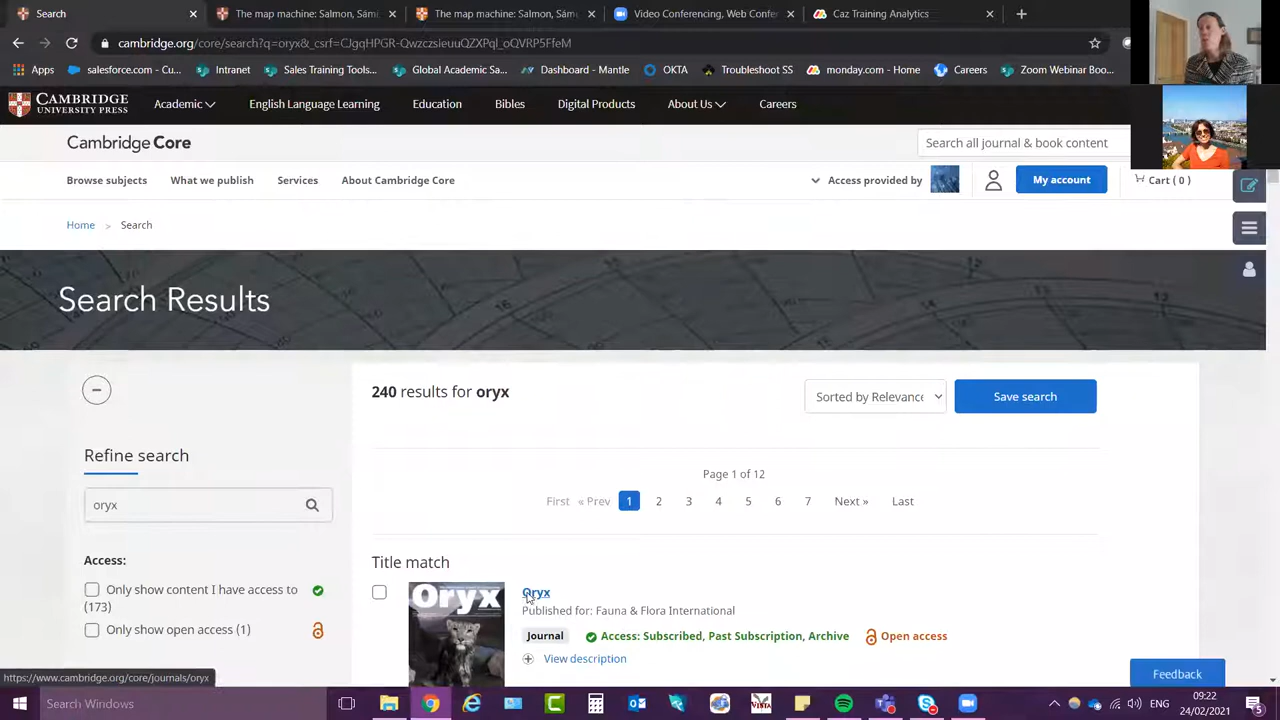 Search
The map machine: Salmon, Sám
The map machine: Salmon, Sám
Video Conferencing, Web Confe
Caz Training Analytics
cambridge.org/core/search?q=oryx&_csrf=CJgqHPGR-QwzczsieuuQZXPql_oQVRP5FfeM
Apps
salesforce.com - Cu...
Intranet
Sales Training Tools...
Global Academic Sa...
Dashboard - Mantle
OKTA
Troubleshoot SS
monday.com - Home
Careers
Zoom Webinar Boo...
CAMBRIDGE
UNIVERSITY PRESS
Academic
English Language Learning
Education
Bibles
Digital Products
About Us
Careers
Cambridge Core
Search all journal & book content
Browse subjects
What we publish
Services
About Cambridge Core
Access provided by
My account
Cart ( 0 )
Home > Search
Search Results
240 results for oryx
Sorted by Relevance
Save search
Refine search
Page 1 of 12
First « Prev 1 2 3 4 5 6 7 Next » Last
oryx
Access:
Title match
Only show content I have access to
(173)
Only show open access (1)
Oryx
Oryx
Published for: Fauna & Flora International
Journal
Access: Subscribed, Past Subscription, Archive
Open access
View description
https://www.cambridge.org/core/journals/oryx
Feedback
Search Windows
ENG
09:22
24/02/2021
5